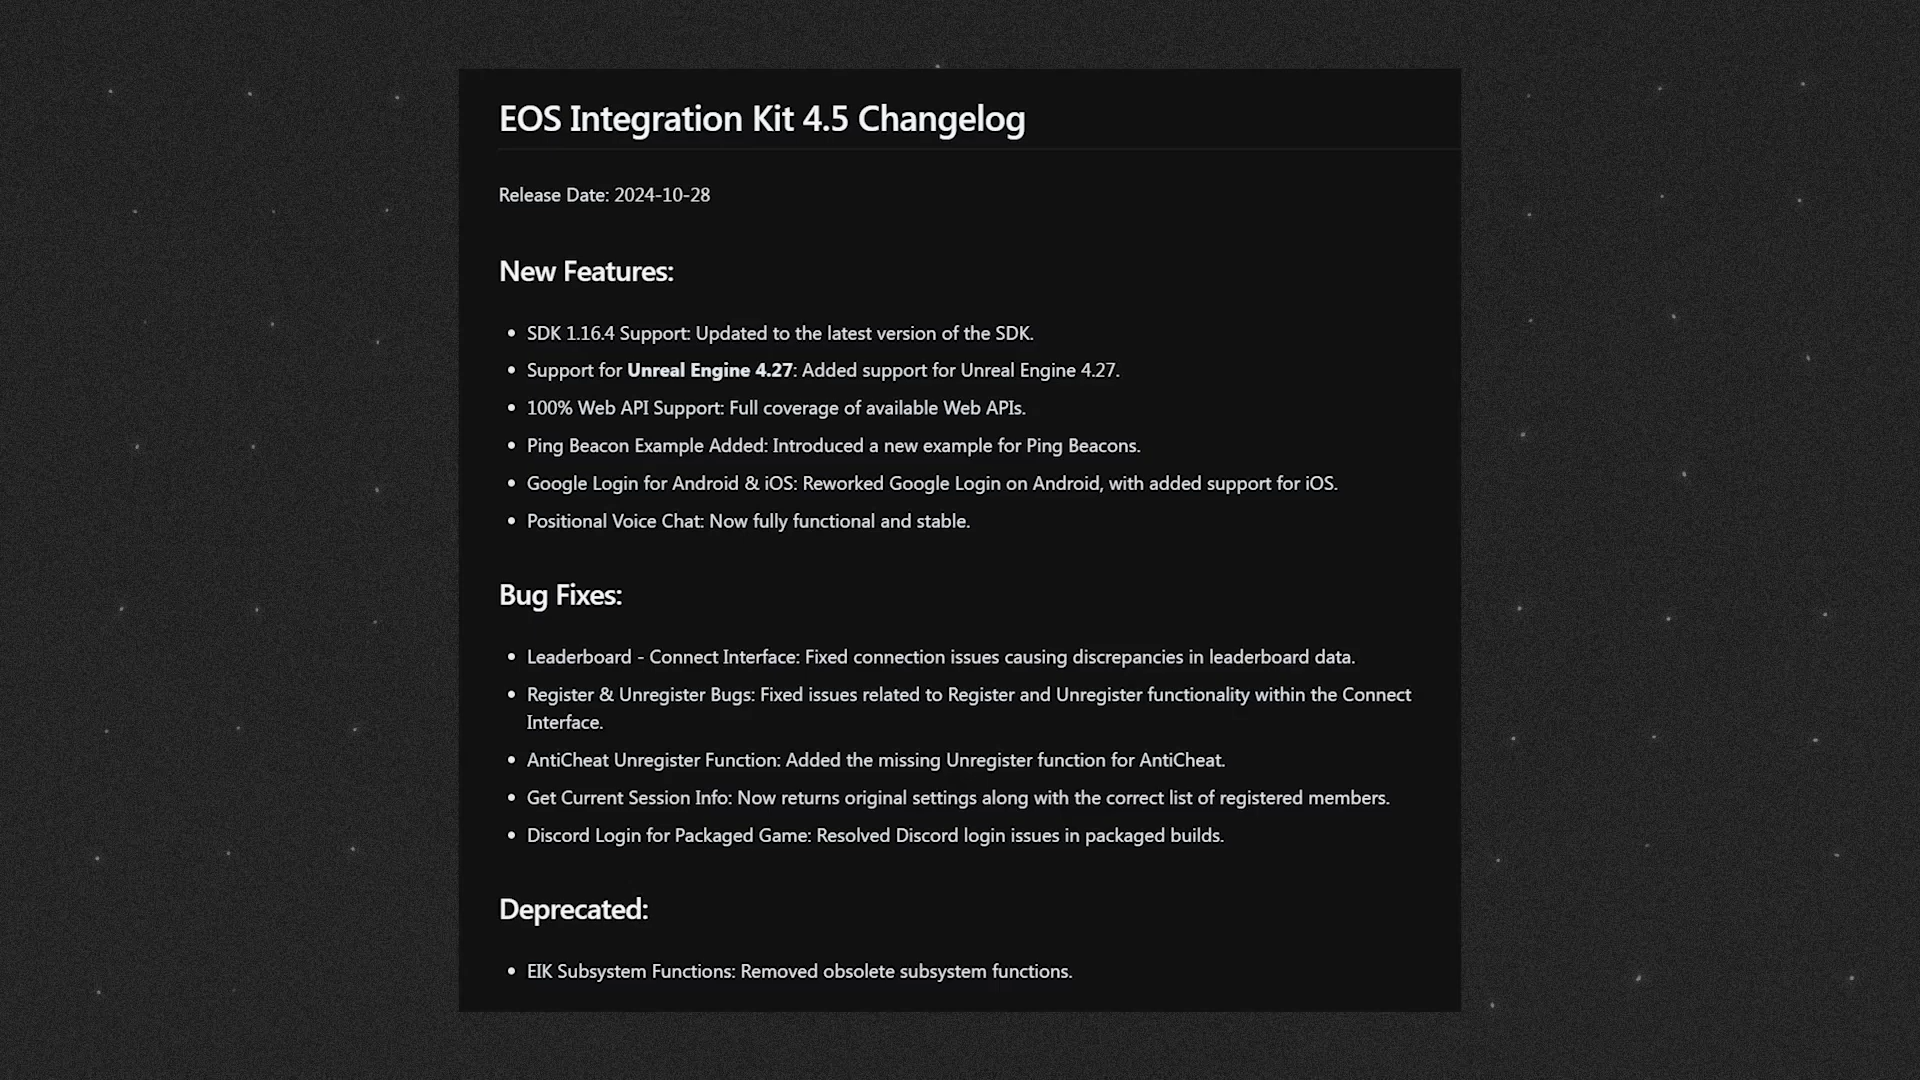 EOS Integration Kit 4.5 Changelog
Release Date: 2024-10-28
New Features:
• SDK 1.16.4 Support: Updated to the latest version of the SDK.
• Support for Unreal Engine 4.27: Added support for Unreal Engine 4.27.
• 100% Web API Support: Full coverage of available Web APIs.
• Ping Beacon Example Added: Introduced a new example for Ping Beacons.
• Google Login for Android & iOS: Reworked Google Login on Android, with added support for iOS.
• Positional Voice Chat: Now fully functional and stable.
Bug Fixes:
• Leaderboard - Connect Interface: Fixed connection issues causing discrepancies in leaderboard data.
• Register & Unregister Bugs: Fixed issues related to Register and Unregister functionality within the Connect
Interface.
• AntiCheat Unregister Function: Added the missing Unregister function for AntiCheat.
• Get Current Session Info: Now returns original settings along with the correct list of registered members.
• Discord Login for Packaged Game: Resolved Discord login issues in packaged builds.
Deprecated:
• EIK Subsystem Functions: Removed obsolete subsystem functions.